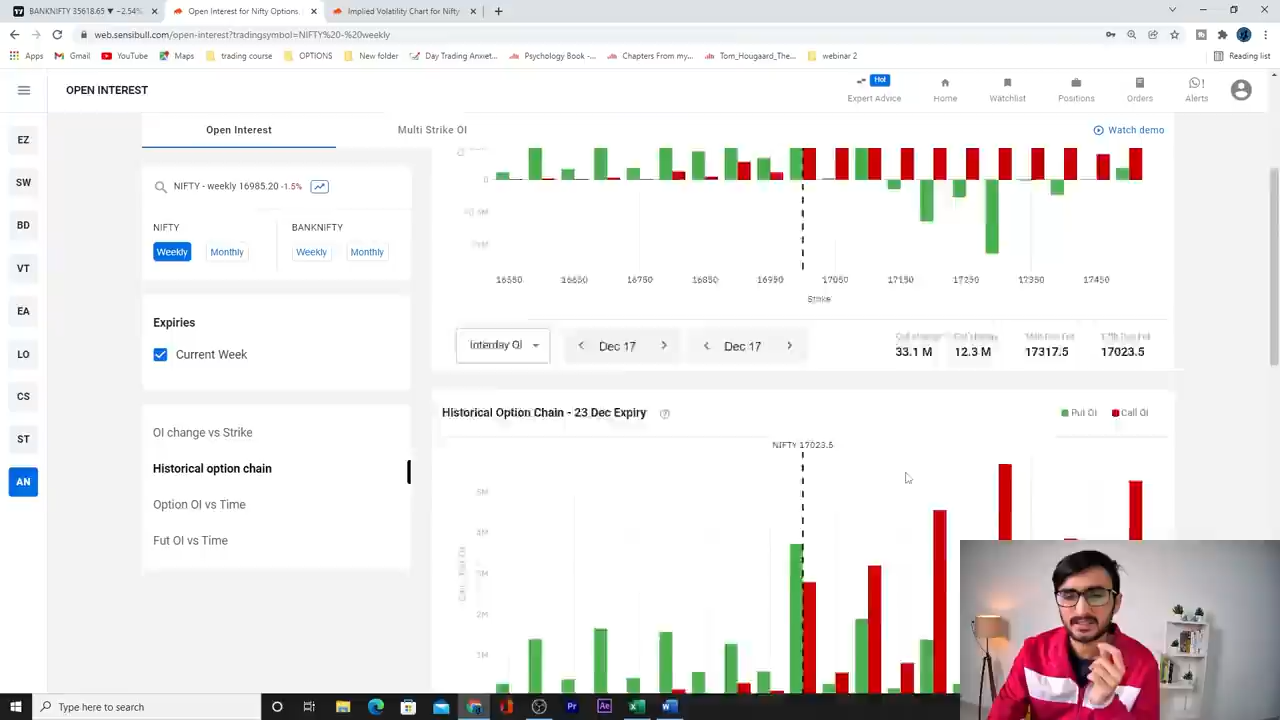 BANKNIFTY 35618.65 ▼ −2.54%
Open Interest for Nifty Options,
Implied Volatility Chart for Nifty
web.sensibull.com/open-interest?tradingsymbol=NIFTY%20-%20weekly
Apps
Gmail
YouTube
Maps
trading course
OPTIONS
New folder
Day Trading Anxiet...
Psychology Book -...
Chapters From my...
Tom_Hougaard_The...
webinar 2
Reading list
OPEN INTEREST
Hot
Expert Advice
Home
Watchlist
Positions
Orders
Alerts
EZ
SW
BD
VT
EA
LO
CS
ST
AN
Open Interest
Multi Strike OI
Watch demo
NIFTY - weekly 16985.20 -1.5%
NIFTY
BANKNIFTY
Weekly
Monthly
Weekly
Monthly
Expiries
Current Week
OI change vs Strike
Historical option chain
Option OI vs Time
Fut OI vs Time
0
16550
16650
16750
16850
16950
17050
17150
17250
17350
17450
Strike
Interday OI
Dec 17
Dec 17
33.1 M
12.3 M
17317.5
17023.5
Historical Option Chain - 23 Dec Expiry
Put OI
Call OI
NIFTY 17023.5
5M
4M
3M
2M
1M
Type here to search